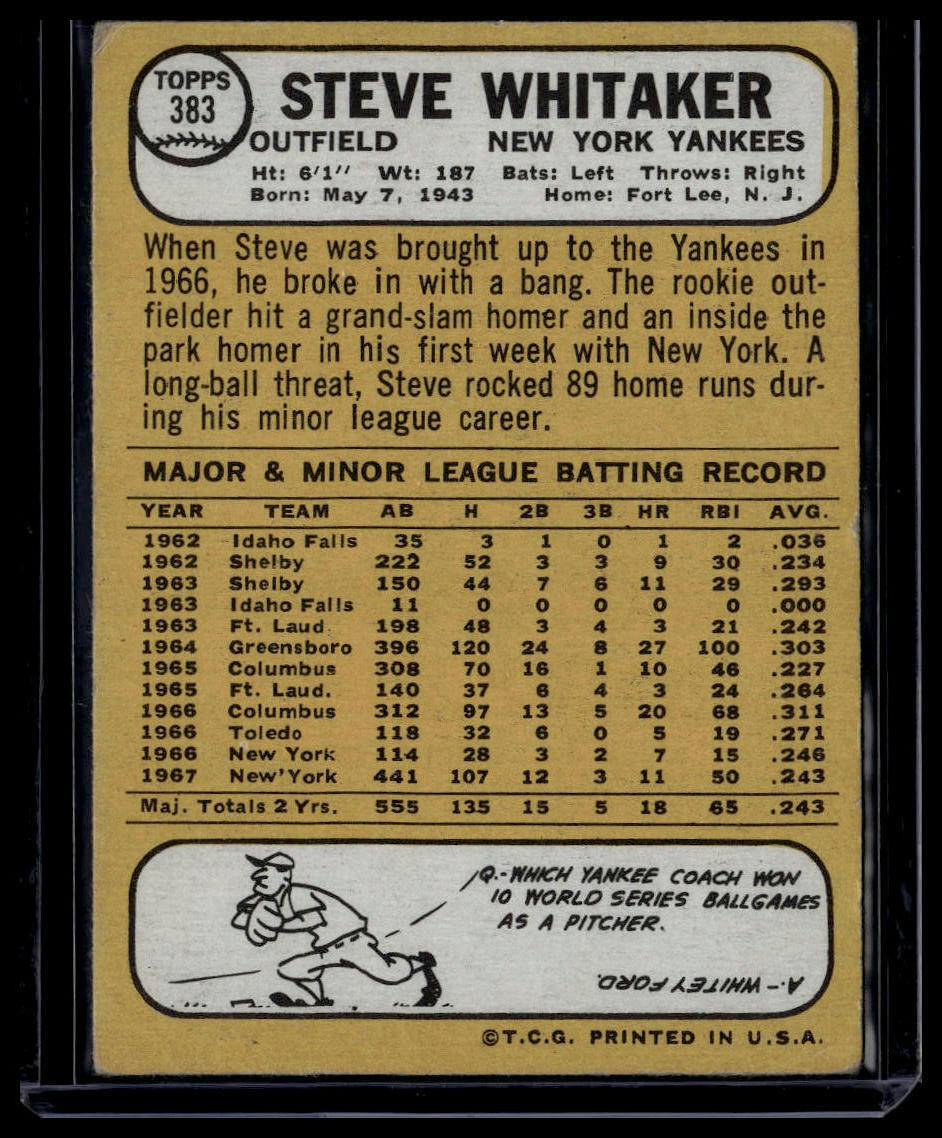 TOPPS
383
STEVE WHITAKER
OUTFIELD NEW YORK YANKEES
Ht: 6'1'' Wt: 187 Bats: Left Throws: Right
Born: May 7, 1943 Home: Fort Lee, N. J.
When Steve was brought up to the Yankees in
1966, he broke in with a bang. The rookie out-
fielder hit a grand-slam homer and an inside the
park homer in his first week with New York. A
long-ball threat, Steve rocked 89 home runs dur-
ing his minor league career.
MAJOR & MINOR LEAGUE BATTING RECORD
YEAR TEAM AB H 2B 3B HR RBI AVG.
1962 Idaho Falls 35 3 1 0 1 2 .036
1962 Shelby 222 52 3 3 9 30 .234
1963 Shelby 150 44 7 6 11 29 .293
1963 Idaho Falls 11 0 0 0 0 0 .000
1963 Ft. Laud. 198 48 3 4 3 21 .242
1964 Greensboro 396 120 24 8 27 100 .303
1965 Columbus 308 70 16 1 10 46 .227
1965 Ft. Laud. 140 37 6 4 3 24 .264
1966 Columbus 312 97 13 5 20 68 .311
1966 Toledo 118 32 6 0 5 19 .271
1966 New York 114 28 3 2 7 15 .246
1967 New'York 441 107 12 3 11 50 .243
Maj. Totals 2 Yrs. 555 135 15 5 18 65 .243
Q.-WHICH YANKEE COACH WON
10 WORLD SERIES BALLGAMES
AS A PITCHER.
A.-WHITEY FORD.
©T.C.G. PRINTED IN U.S.A.